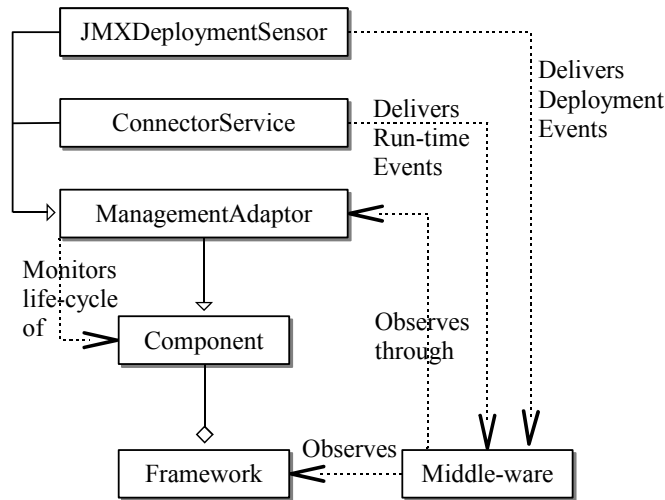 JMXDeploymentSensor
Delivers
Deployment
Events
ConnectorService
Delivers
Run-time
Events
ManagementAdaptor
Monitors
life-cycle
of
Observes
through
Component
Observes
Framework
Middle-ware